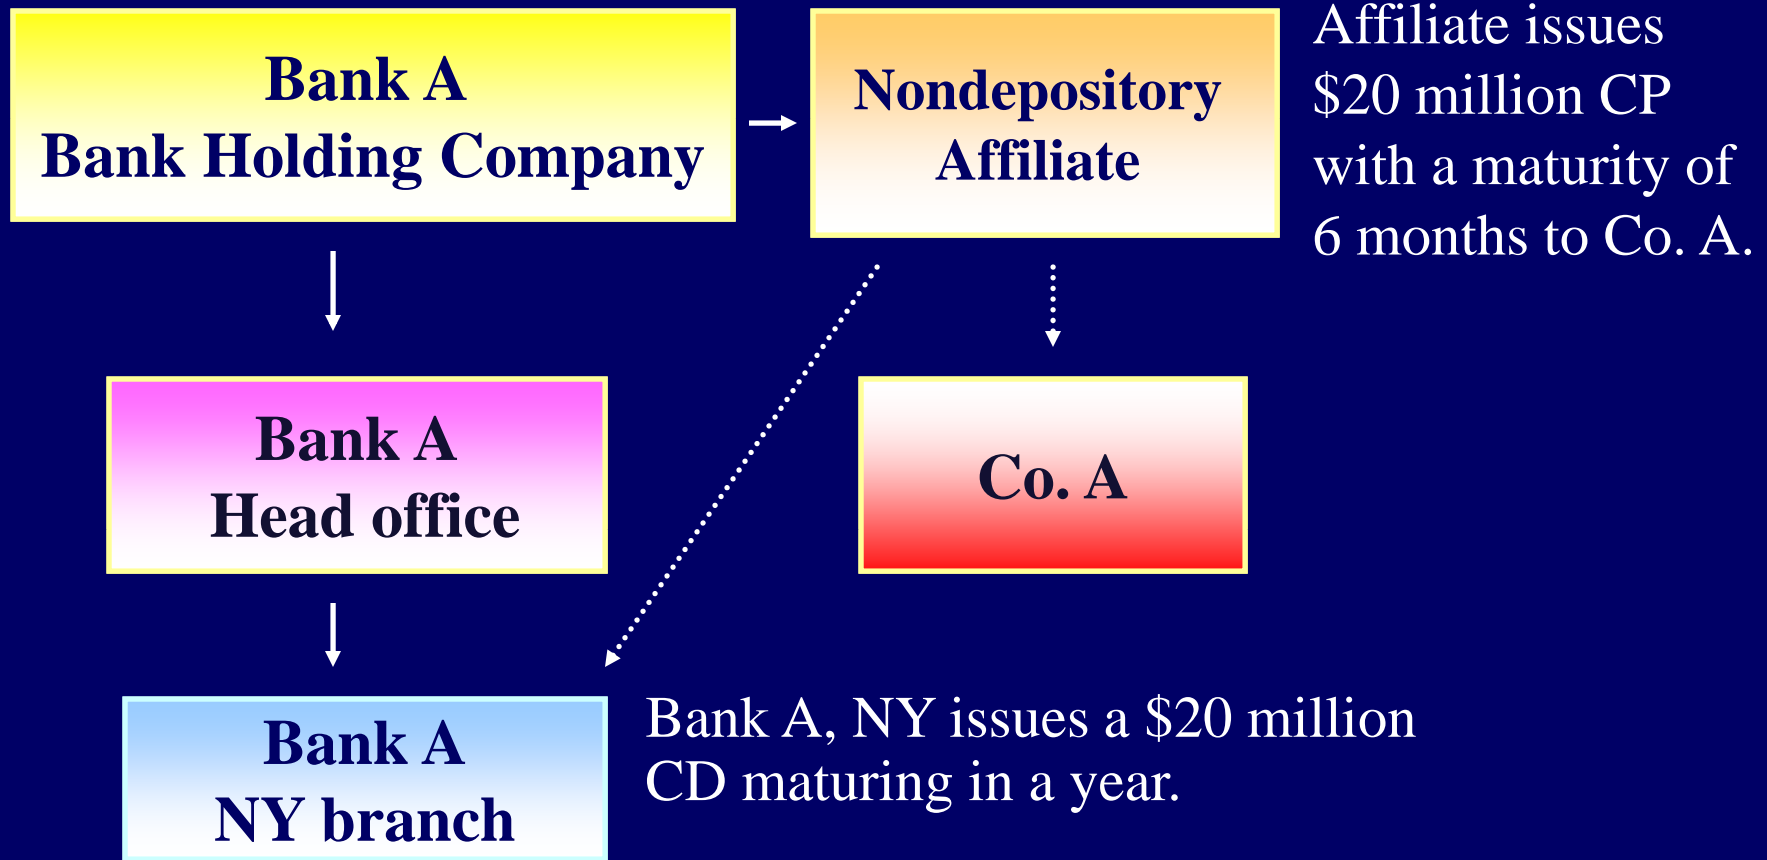 Bank A
Bank Holding Company
Nondepository
Affiliate
Affiliate issues
$20 million CP
with a maturity of
6 months to Co. A.
Bank A
Head office
Co. A
Bank A
NY branch
Bank A, NY issues a $20 million
CD maturing in a year.